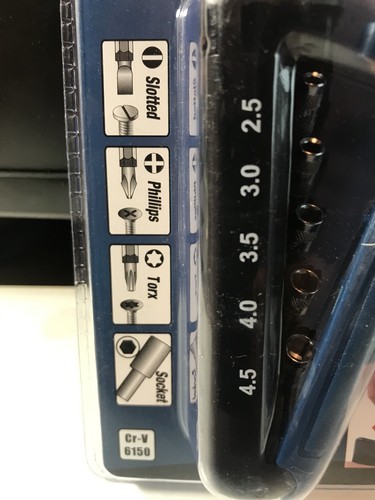 Slotted
Phillips
Torx
Socket
Cr-V
6150
2.5
3.0
3.5
4.0
4.5